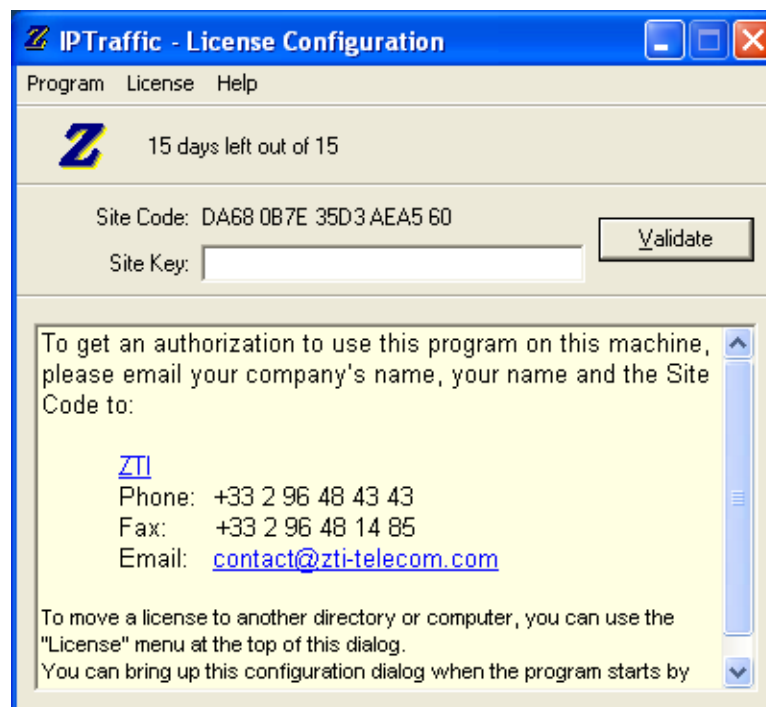 Z IPTraffic - License Configuration
Program License Help
Z 15 days left out of 15
Site Code: DA68 0B7E 35D3 AEA5 60
Validate
Site Key:
To get an authorization to use this program on this machine,
please email your company's name, your name and the Site
Code to:
ZTI
Phone: +33 2 96 48 43 43
Fax: +33 2 96 48 14 85
Email: contact@zti-telecom.com
To move a license to another directory or computer, you can use the
"License" menu at the top of this dialog.
You can bring up this configuration dialog when the program starts by